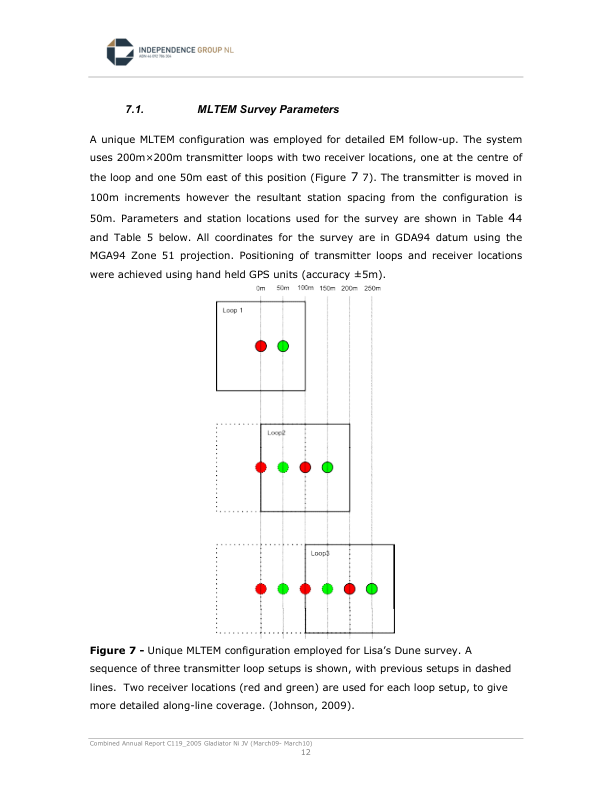 INDEPENDENCE GROUP NL
7.1. MLTEM Survey Parameters
A unique MLTEM configuration was employed for detailed EM follow-up. The system
uses 200m×200m transmitter loops with two receiver locations, one at the centre of
the loop and one 50m east of this position (Figure 7 7). The transmitter is moved in
100m increments however the resultant station spacing from the configuration is
50m. Parameters and station locations used for the survey are shown in Table 44
and Table 5 below. All coordinates for the survey are in GDA94 datum using the
MGA94 Zone 51 projection. Positioning of transmitter loops and receiver locations
were achieved using hand held GPS units (accuracy ±5m).
0m 50m 100m 150m 200m 250m
Loop 1
Loop2
Loop3
Figure 7 - Unique MLTEM configuration employed for Lisa's Dune survey. A
sequence of three transmitter loop setups is shown, with previous setups in dashed
lines. Two receiver locations (red and green) are used for each loop setup, to give
more detailed along-line coverage. (Johnson, 2009).
Combined Annual Report C119_2005 Gladiator Ni JV (March09- March10)
12